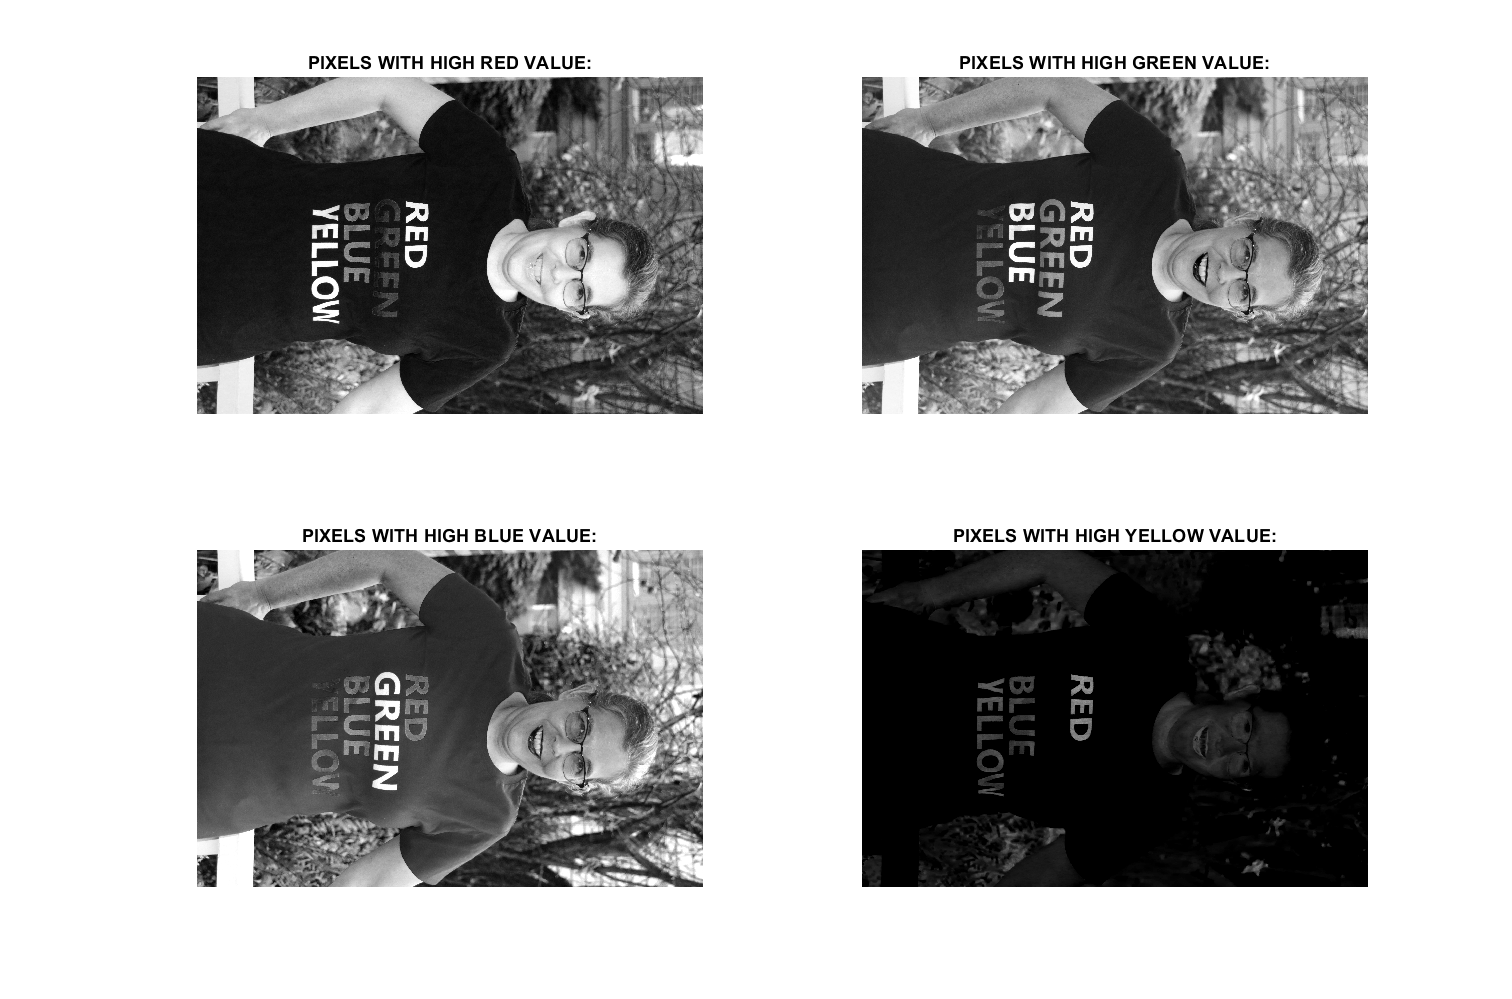 PIXELS WITH HIGH RED VALUE:
RED
GREEN
BLUE
YELLOW
PIXELS WITH HIGH GREEN VALUE:
RED
GREEN
BLUE
YELLOW
PIXELS WITH HIGH BLUE VALUE:
RED
GREEN
BLUE
YELLOW
PIXELS WITH HIGH YELLOW VALUE:
RED
BLUE
YELLOW